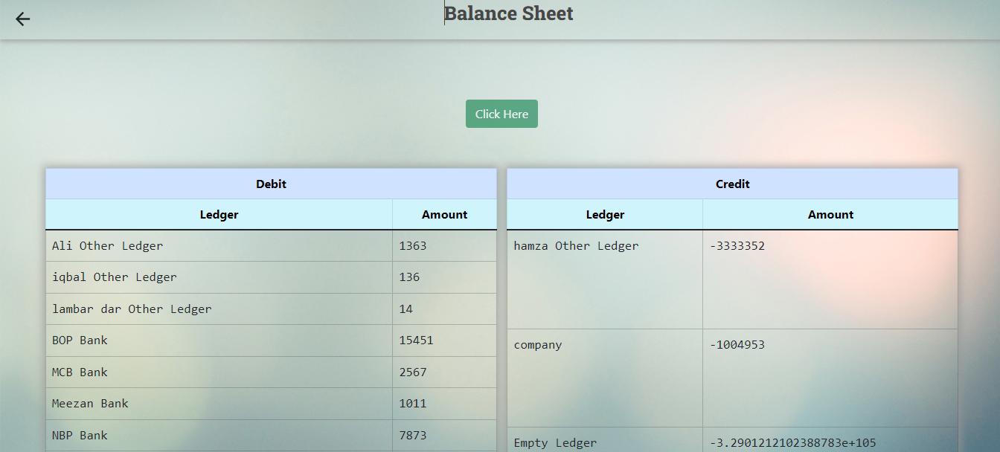 Balance Sheet
Click Here
Debit
Ledger Amount
Ali Other Ledger 1363
iqbal Other Ledger 136
lambar dar Other Ledger 14
BOP Bank 15451
MCB Bank 2567
Meezan Bank 1011
NBP Bank 7873
Credit
Ledger Amount
hamza Other Ledger -3333352
company -1004953
Empty Ledger -3.2901212102388783e+105